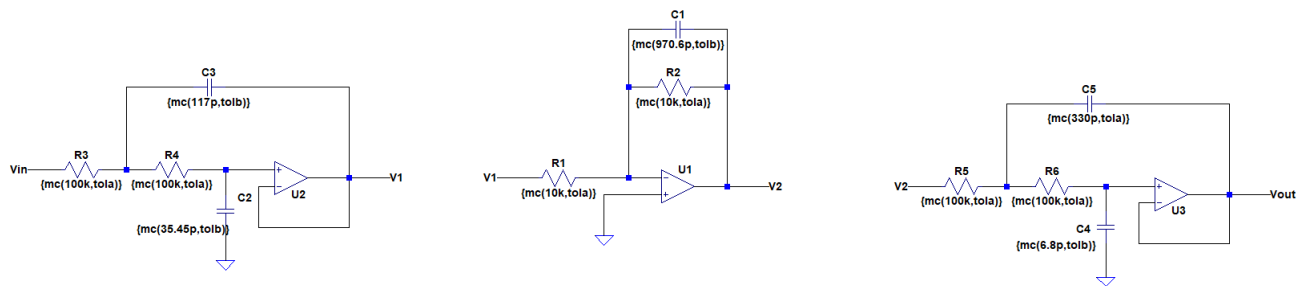 C3
{mc(117p,tolb)}
Vin
R3
{mc(100k,tola)}
R4
{mc(100k,tola)}
+
−
U2
V1
C2
{mc(35.45p,tolb)}
C1
{mc(970.6p,tolb)}
R2
{mc(10k,tola)}
V1
R1
{mc(10k,tola)}
U1
−
+
V2
C5
{mc(330p,tola)}
V2
R5
{mc(100k,tola)}
R6
{mc(100k,tola)}
+
−
U3
Vout
C4
{mc(6.8p,tolb)}